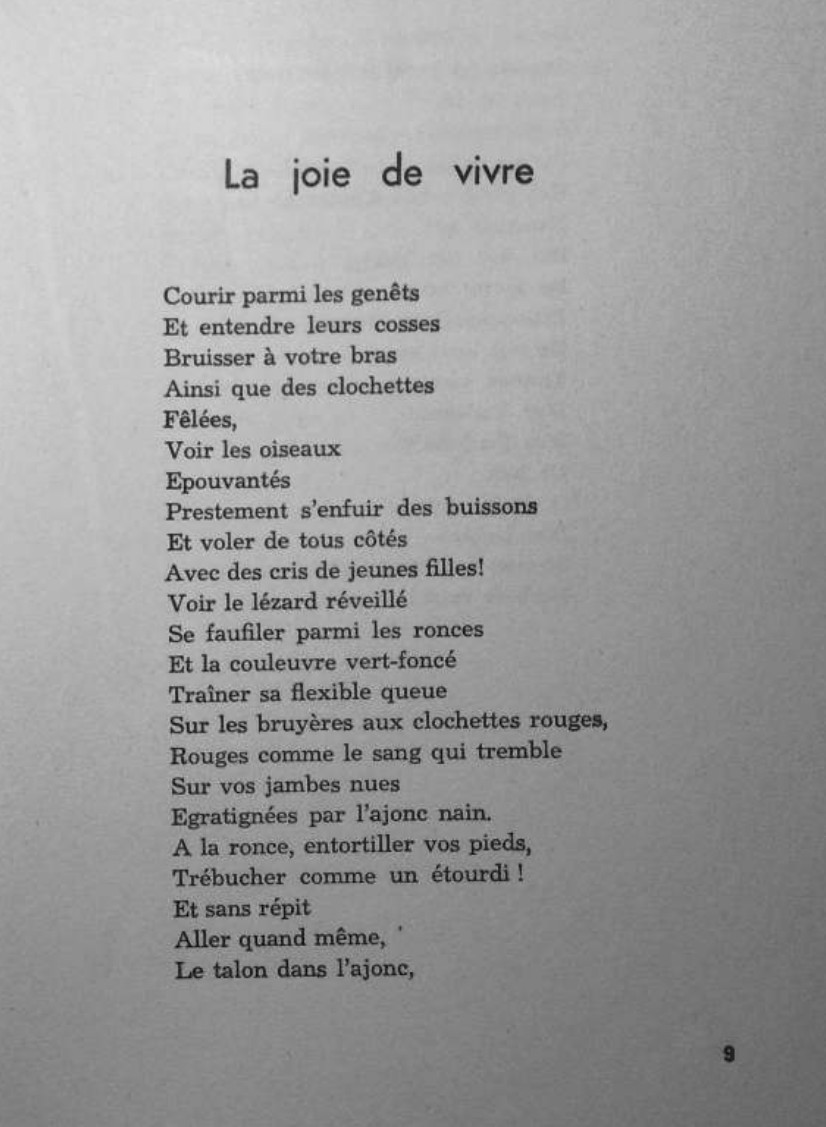 La joie de vivre
Courir parmi les genêts
Et entendre leurs cosses
Bruisser à votre bras
Ainsi que des clochettes
Fêlées,
Voir les oiseaux
Epouvantés
Prestement s'enfuir des buissons
Et voler de tous côtés
Avec des cris de jeunes filles!
Voir le lézard réveillé
Se faufiler parmi les ronces
Et la couleuvre vert-foncé
Traîner sa flexible queue
Sur les bruyères aux clochettes rouges,
Rouges comme le sang qui tremble
Sur vos jambes nues
Egratignées par l'ajonc nain.
A la ronce, entortiller vos pieds,
Trébucher comme un étourdi !
Et sans répit
Aller quand même,
Le talon dans l'ajonc,
9